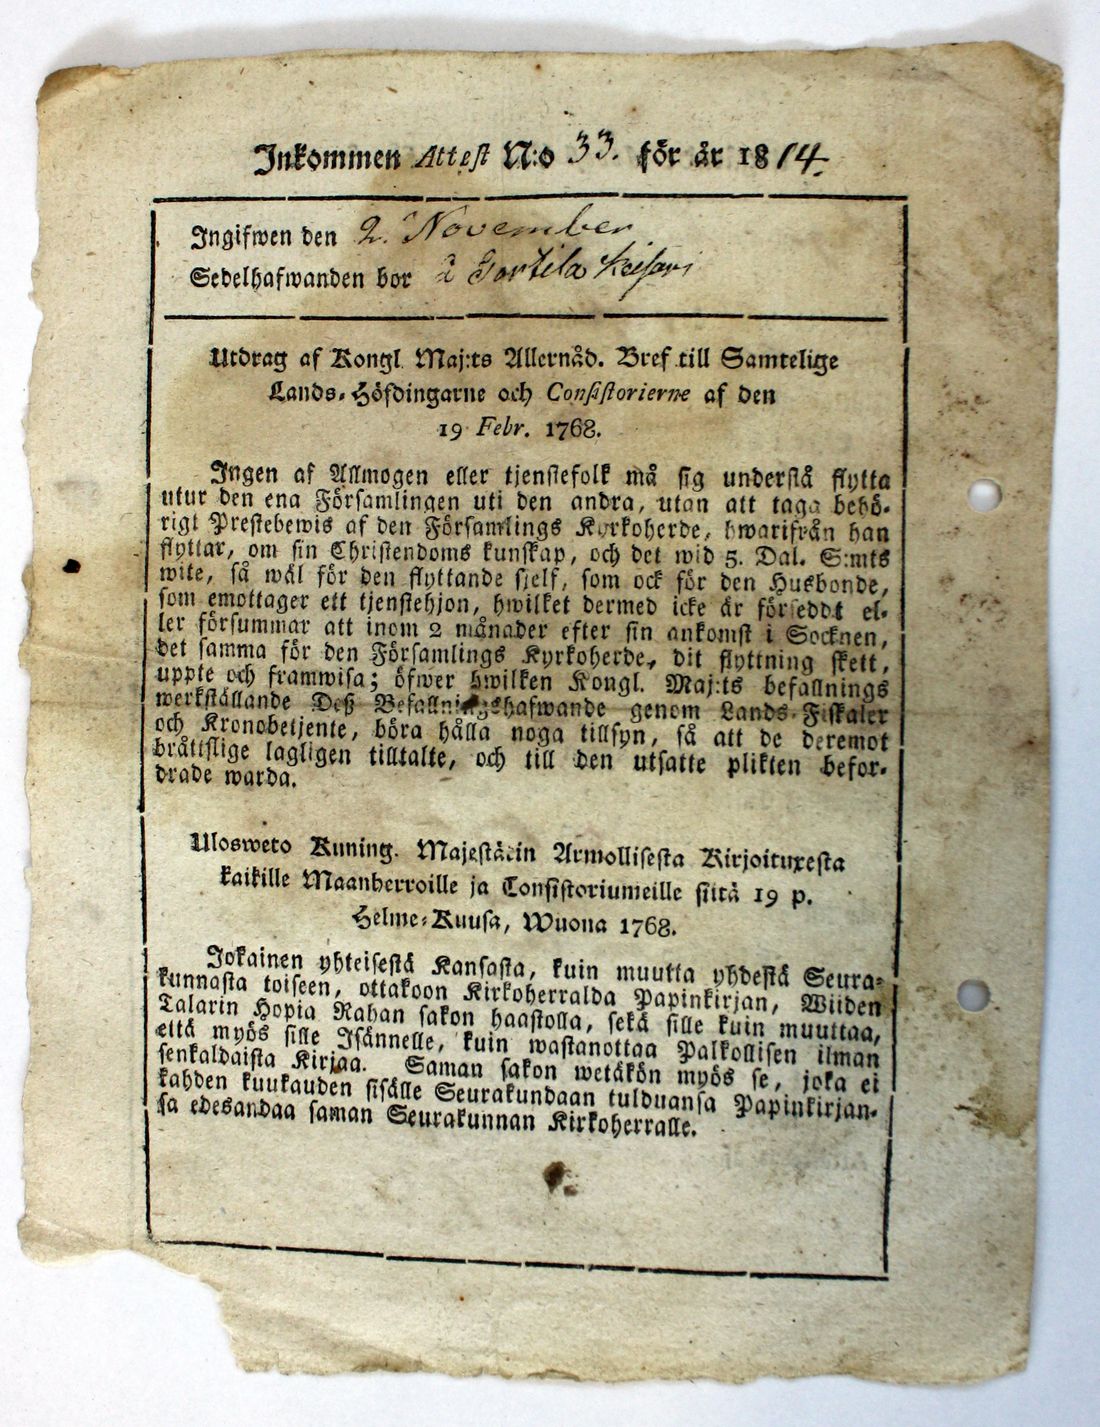 Inkommen Attest N:o 33. för år 1814.
Ingifwen den 2. November
Sedelhafwanden bor å Gortila
Utdrag af Kongl. Maj:ts Allernåd. Bref till Samtelige
Lands-Höfdingarne och Consistorierne af den
19 Febr. 1768.
Ingen af Allmogen eller tjenstefolk må sig understå flytta
utur den ena Församlingen uti den andra, utan att taga behö-
rigt Prestebewis af den Församlings Kyrkoherde, hwarifrån han
flyttar, om sin Christendoms kunskap, och det wid 5. Dal. S:mts
wite, så wäl för den flyttande sjelf, som ock för den Husbonde,
som emottager ett tjenstehjon, hwilket dermed icke är förseddt el-
ler försummar att inom 2 månader efter sin ankomst i Socknen,
det samma för den Församlings Kyrkoherde, dit flyttning skett,
uppte och framwisa; öfwer hwilken Kongl. Maj:ts befallnings
werkställande Deß Befallningshafwande genom Lands-Fiskaler
och Kronobetjente, böra hålla noga tillsyn, så att de deremot
bråttslige lagligen tilltalte, och till den utsatte plikten befor-
drade warda.
Ulosweto Kuning. Majestätin Armollisesta Kirjoituxesta
kaikille Maanherroille ja Consistoriumeille siitä 19 p.
Helme-Kuusa, Wuona 1768.
Jokainen yhteisestä Kansasta, kuin muutta yhdestä Seura-
kunnasta toiseen, ottakoon Kirkoherralda Papinkirjan, Wiiden
Talarin Hopia Rahan sakon haastolla, sekä sille kuin muuttaa,
että myös sille Isännelle, kuin wastanottaa Palkollisen ilman
senkaldaista Kirjaa. Saman sakon wetäkön myös se, joka ei
kahden kuukauden sisälle Seurakundaan tulduansa Papinkirjan-
sa edesandaa saman Seurakunnan Kirkoherralle.